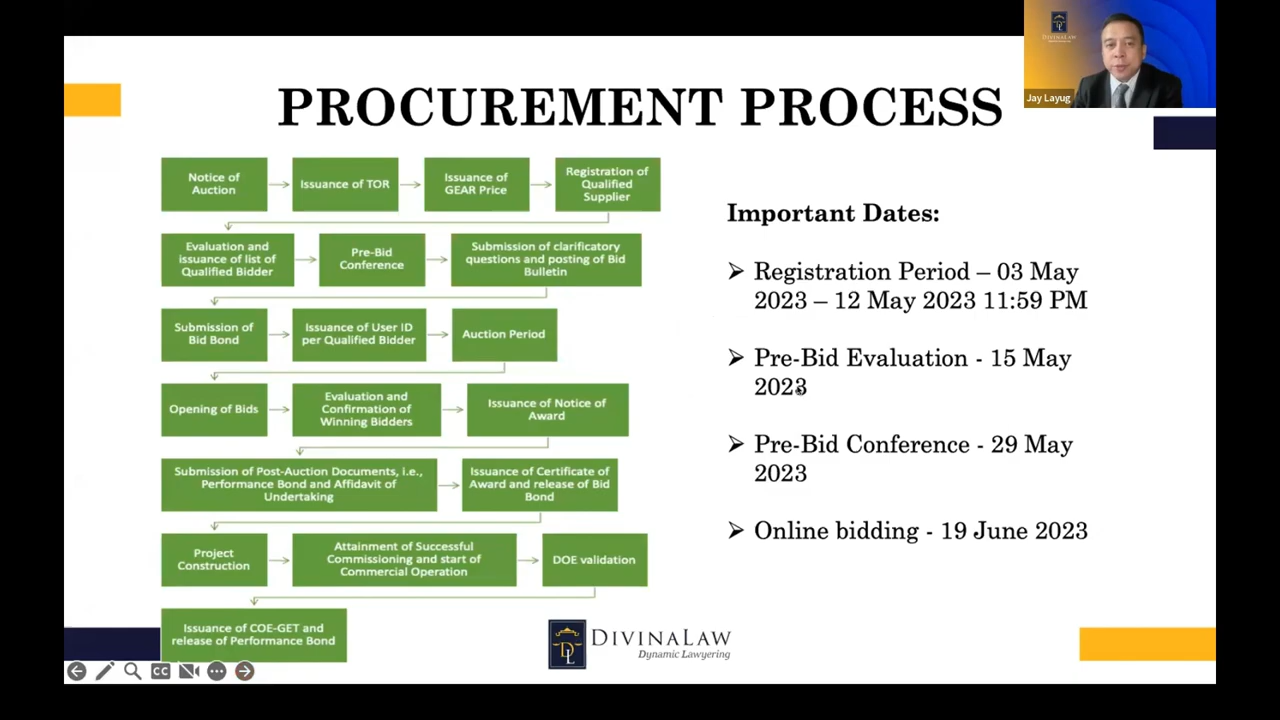 DIVINALAW
Jay Layug
PROCUREMENT PROCESS
Notice of
Auction
Issuance of TOR
Issuance of
GEAR Price
Registration of
Qualified
Supplier
Evaluation and
issuance of list of
Qualified Bidder
Pre-Bid
Conference
Submission of clarificatory
questions and posting of Bid
Bulletin
Submission of
Bid Bond
Issuance of User ID
per Qualified Bidder
Auction Period
Opening of Bids
Evaluation and
Confirmation of
Winning Bidders
Issuance of Notice of
Award
Submission of Post-Auction Documents, i.e.,
Performance Bond and Affidavit of
Undertaking
Issuance of Certificate of
Award and release of Bid
Bond
Project
Construction
Attainment of Successful
Commissioning and start of
Commercial Operation
DOE validation
Issuance of COE-GET and
release of Performance Bond
Important Dates:
Registration Period – 03 May
2023 – 12 May 2023 11:59 PM
Pre-Bid Evaluation - 15 May
2023
Pre-Bid Conference - 29 May
2023
Online bidding - 19 June 2023
DL
DIVINALAW
Dynamic Lawyering
CC